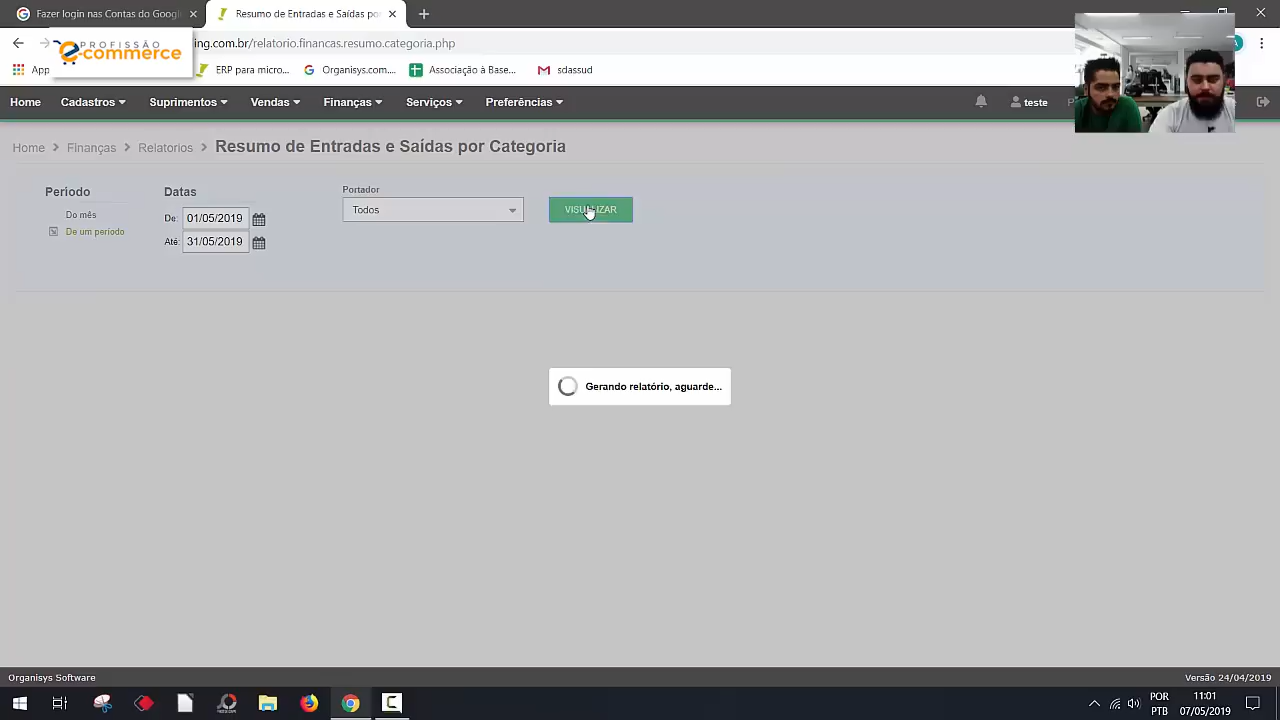 Fazer login nas Contas do Google
Resumo de Entradas e Saídas por
PROFISSÃO
e-commerce
ing.com.br/relatorio.financas.resumo.categoria.php
App
ERP para micro...
Organisys.com...
Associação à Base...
sdassud
Home
Cadastros
Suprimentos
Vendas
Finanças
Serviços
Preferências
teste
Home
Finanças
Relatorios
Resumo de Entradas e Saídas por Categoria
Período
Do mês
De um período
Datas
De: 01/05/2019
Até: 31/05/2019
Portador
Todos
VISUALIZAR
Gerando relatório, aguarde...
Organisys Software
Versão 24/04/2019
POR
PTB
11:01
07/05/2019